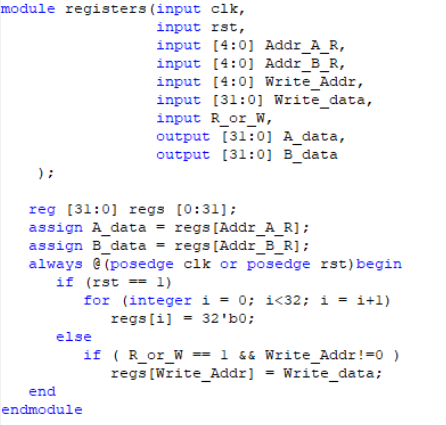 module registers(input clk,
input rst,
input [4:0] Addr_A_R,
input [4:0] Addr_B_R,
input [4:0] Write_Addr,
input [31:0] Write_data,
input R_or_W,
output [31:0] A_data,
output [31:0] B_data
);
reg [31:0] regs [0:31];
assign A_data = regs[Addr_A_R];
assign B_data = regs[Addr_B_R];
always @(posedge clk or posedge rst)begin
if (rst == 1)
for (integer i = 0; i<32; i = i+1)
regs[i] = 32'b0;
else
if ( R_or_W == 1 && Write_Addr!=0 )
regs[Write_Addr] = Write_data;
end
endmodule